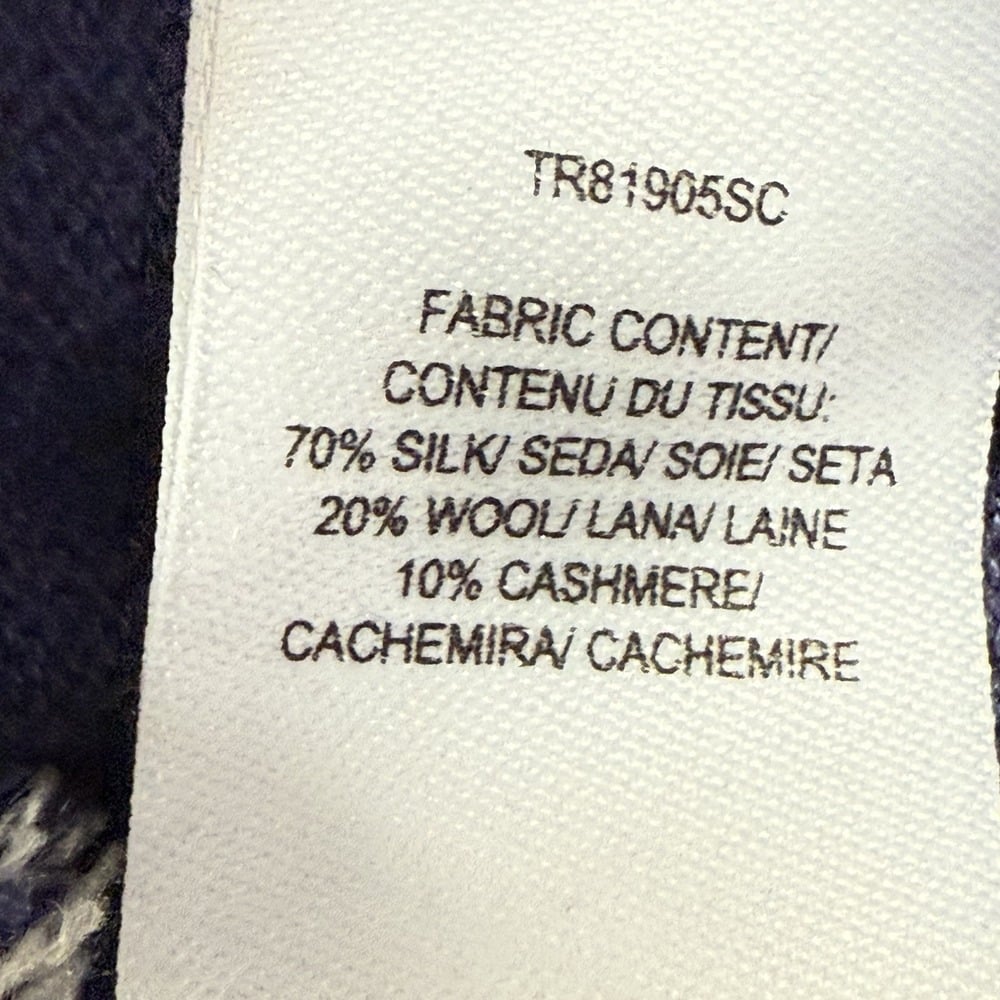 TR81905SC
FABRIC CONTENT/
CONTENU DU TISSU:
70% SILK/ SEDA/ SOIE/ SETA
20% WOOL/ LANA/ LAINE
10% CASHMERE/
CACHEMIRA/ CACHEMIRE